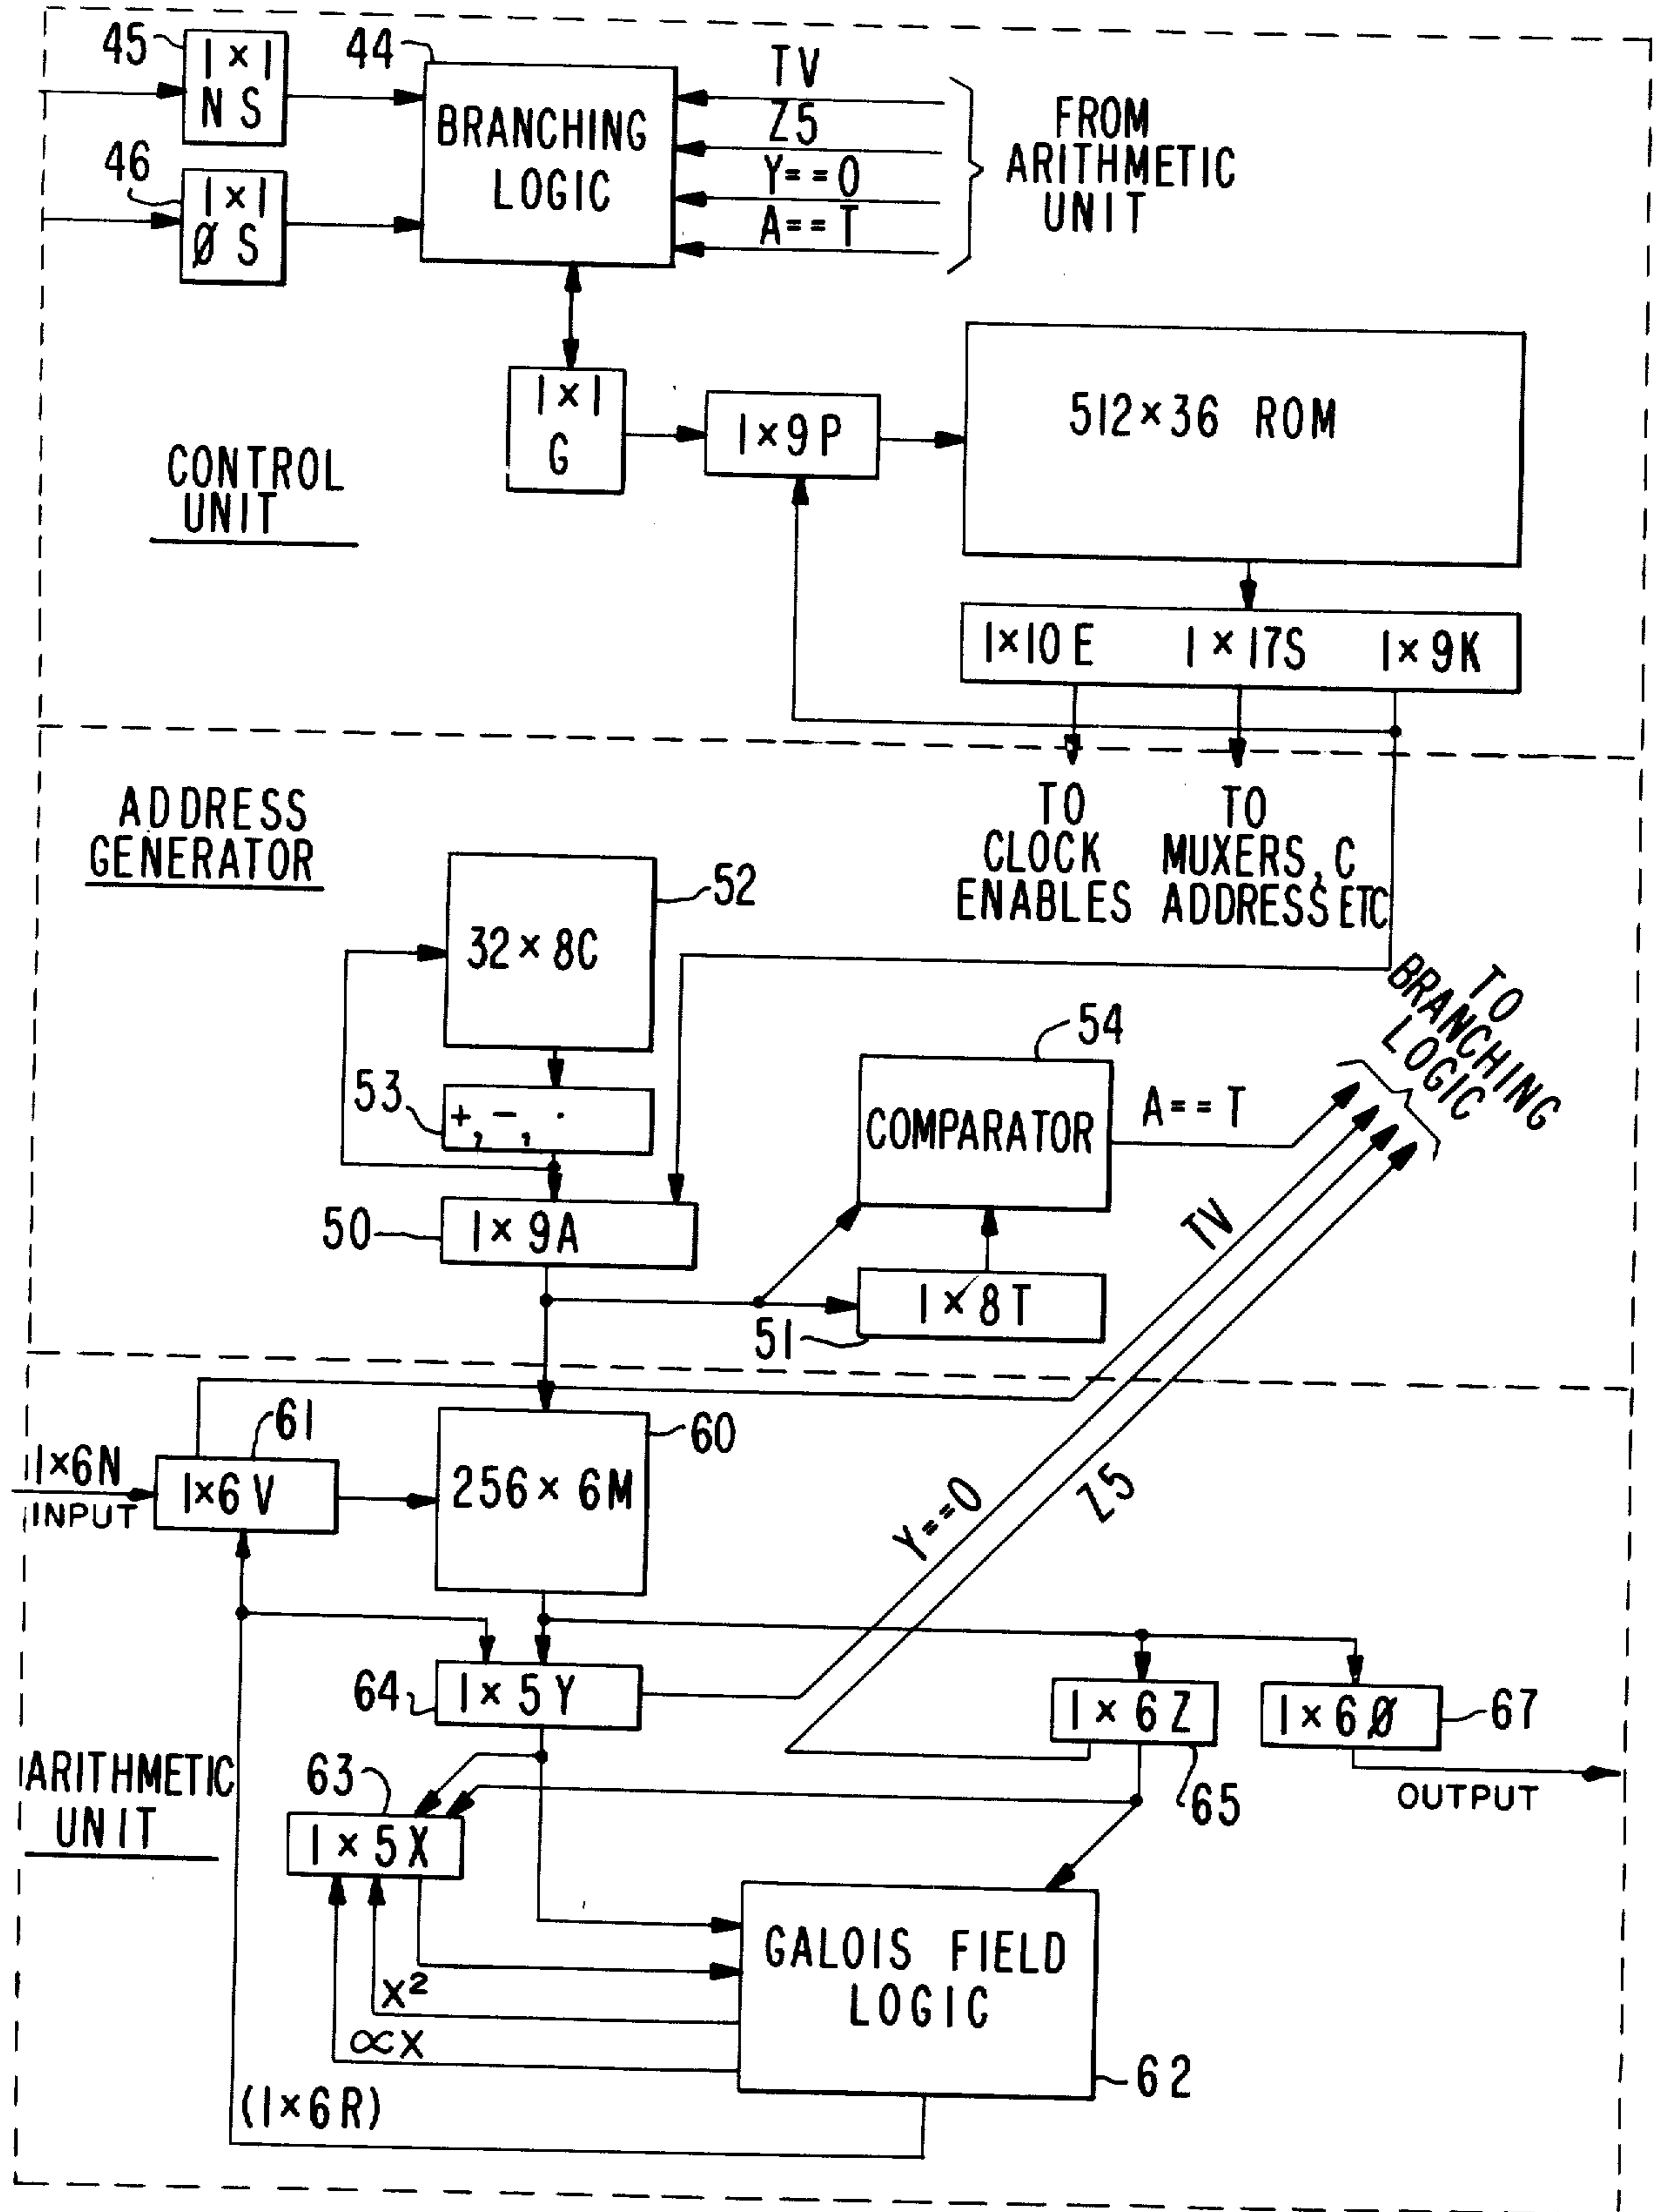 45
1×1
N S
46
1×1
Ø S
44
BRANCHING
LOGIC
TV
Z5
Y==0
A==T
FROM
ARITHMETIC
UNIT
1×1
G
1×9P
512×36 ROM
CONTROL
UNIT
1×10 E 1×17S 1×9K
ADDRESS
GENERATOR
TO
CLOCK
ENABLES
TO
MUXERS, C
ADDRESS ETC
52
32×8C
53
+, -, ·
50
1×9A
54
COMPARATOR
A==T
TO
BRANCHING
LOGIC
51
1×8T
TV
61
1×6N
INPUT
1×6V
60
256×6M
Y==0
Z5
64
1×5Y
1×6Z
65
1×6Ø
67
OUTPUT
ARITHMETIC
UNIT
63
1×5X
GALOIS FIELD
LOGIC
X²
∝X
62
(1×6R)